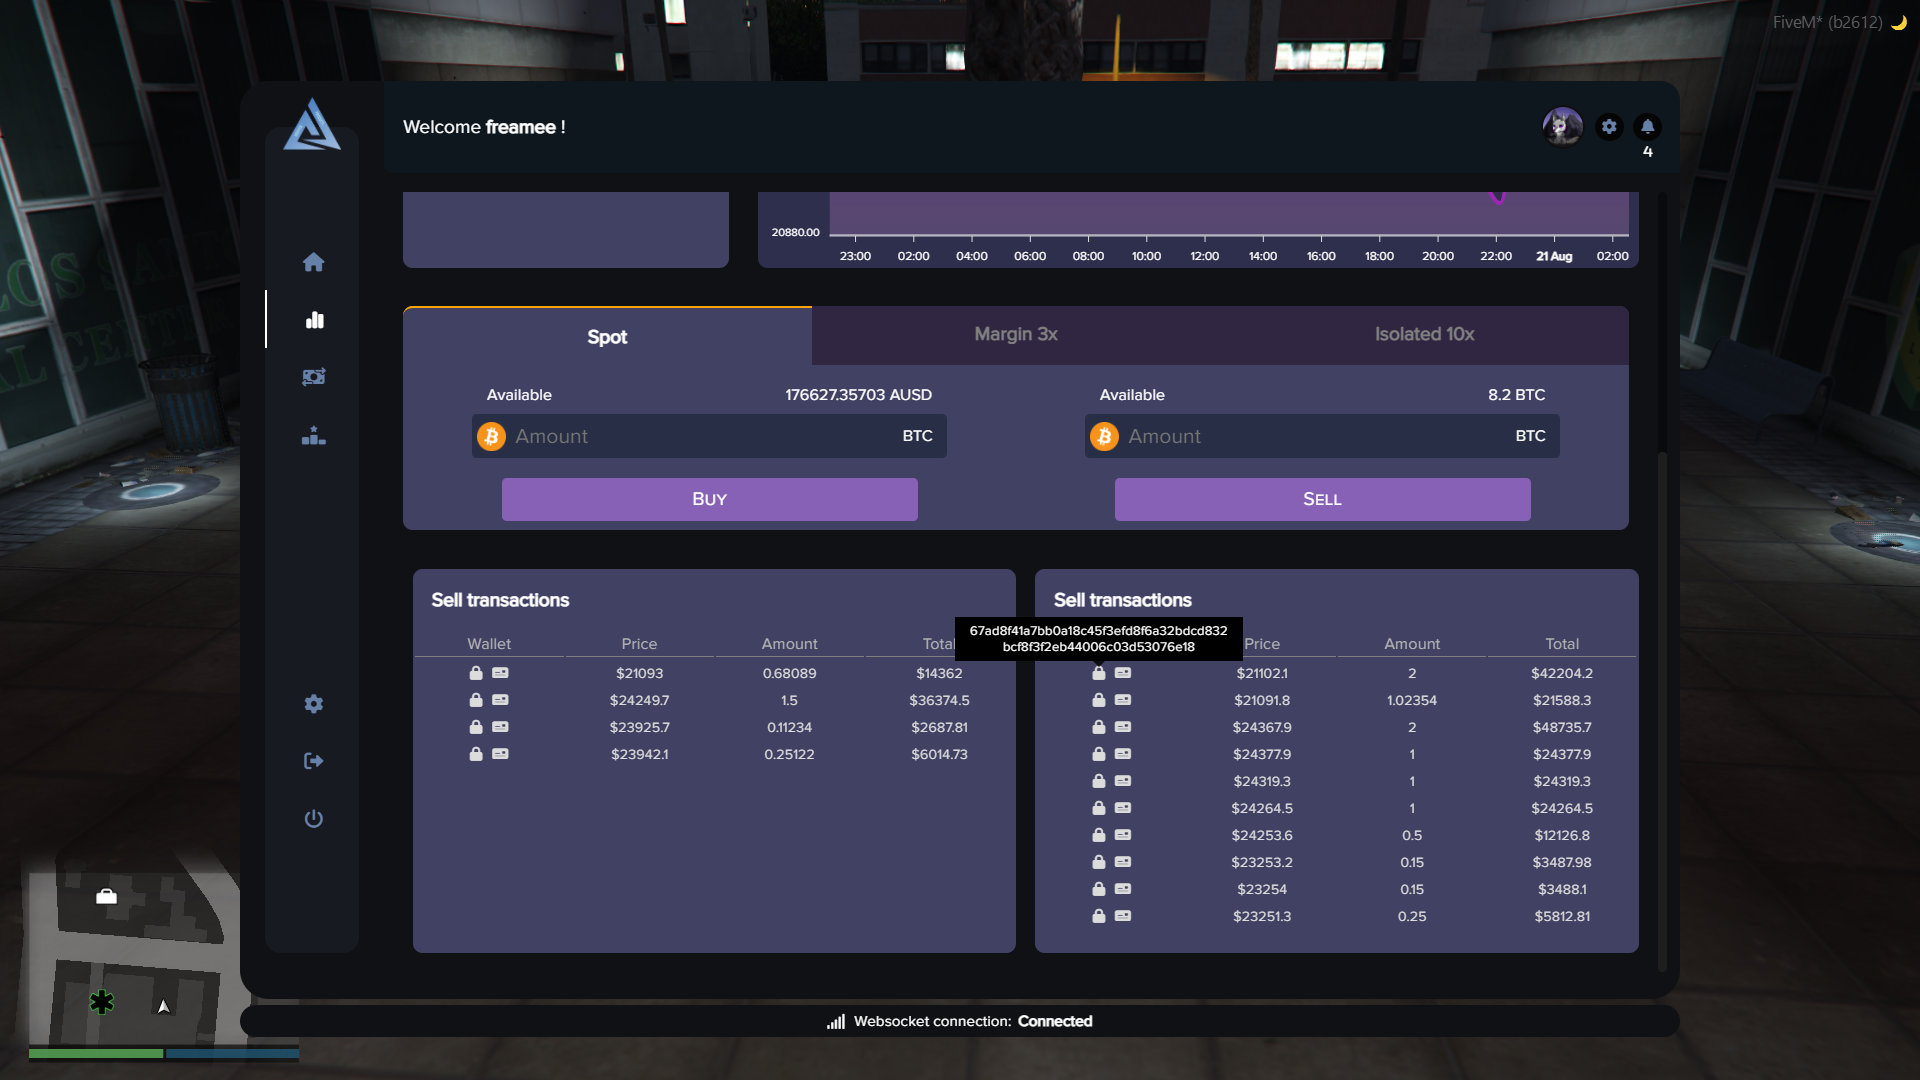 FiveM* (b2612) 🌙
Welcome freamee !
4
20880.00
23:00 02:00 04:00 06:00 08:00 10:00 12:00 14:00 16:00 18:00 20:00 22:00 21 Aug 02:00
Spot Margin 3x Isolated 10x
Available 176627.35703 AUSD
Amount BTC
BUY
Available 8.2 BTC
Amount BTC
SELL
Sell transactions
Wallet Price Amount Total
$21093 0.68089 $14362
$24249.7 1.5 $36374.5
$23925.7 0.11234 $2687.81
$23942.1 0.25122 $6014.73
Sell transactions
67ad8f41a7bb0a18c45f3efd8f6a32bdcd832
bcf8f3f2eb44006c03d53076e18
Price Amount Total
$21102.1 2 $42204.2
$21091.8 1.02354 $21588.3
$24367.9 2 $48735.7
$24377.9 1 $24377.9
$24319.3 1 $24319.3
$24264.5 1 $24264.5
$24253.6 0.5 $12126.8
$23253.2 0.15 $3487.98
$23254 0.15 $3488.1
$23251.3 0.25 $5812.81
Websocket connection: Connected